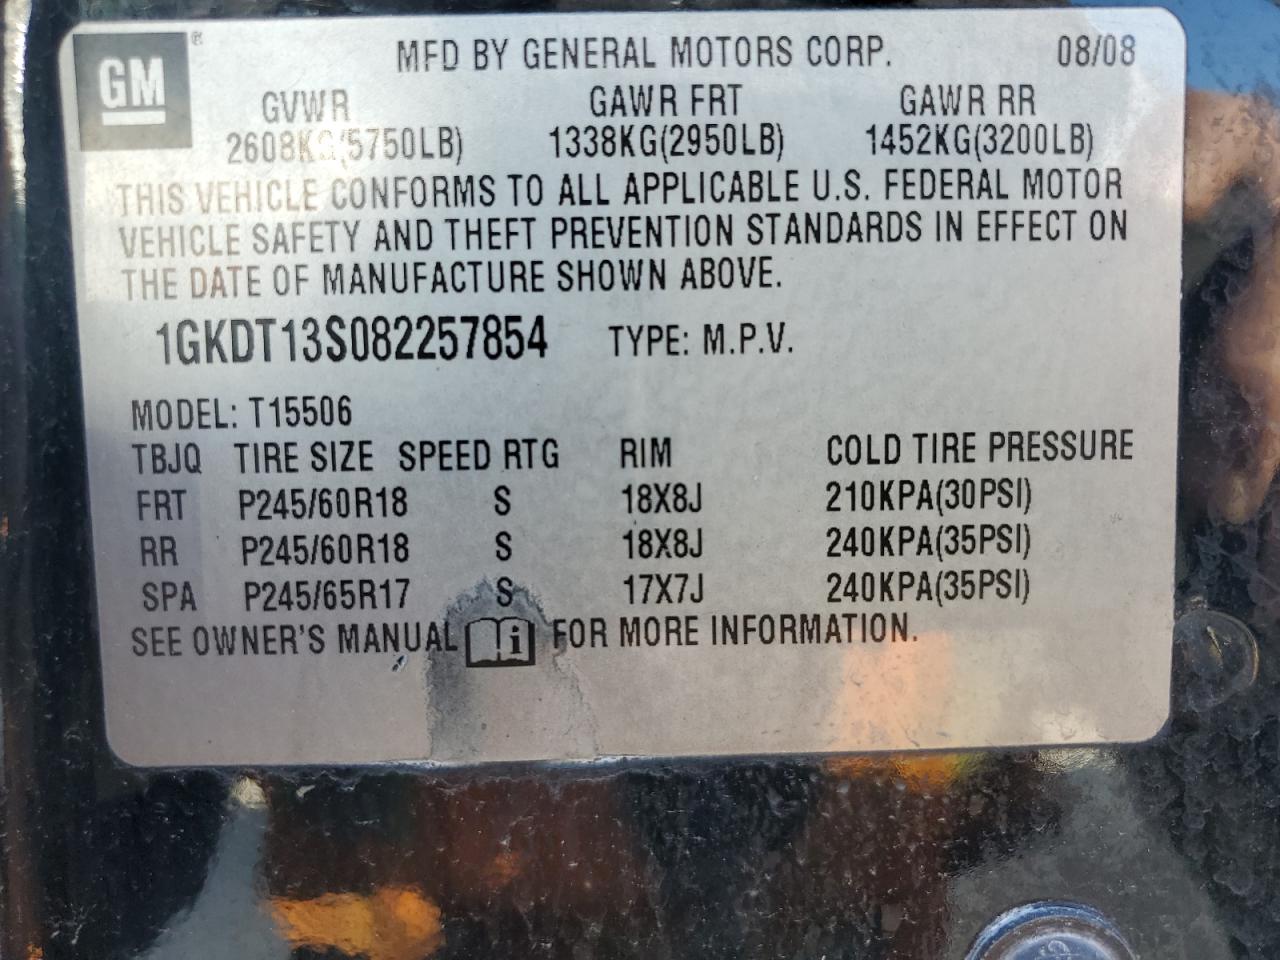 GM ®
MFD BY GENERAL MOTORS CORP. 08/08
GVWR GAWR FRT GAWR RR
2608KG(5750LB) 1338KG(2950LB) 1452KG(3200LB)
THIS VEHICLE CONFORMS TO ALL APPLICABLE U.S. FEDERAL MOTOR
VEHICLE SAFETY AND THEFT PREVENTION STANDARDS IN EFFECT ON
THE DATE OF MANUFACTURE SHOWN ABOVE.
1GKDT13S082257854 TYPE: M.P.V.
MODEL: T15506
TBJQ TIRE SIZE SPEED RTG RIM COLD TIRE PRESSURE
FRT P245/60R18 S 18X8J 210KPA(30PSI)
RR P245/60R18 S 18X8J 240KPA(35PSI)
SPA P245/65R17 S 17X7J 240KPA(35PSI)
SEE OWNER'S MANUAL i FOR MORE INFORMATION.